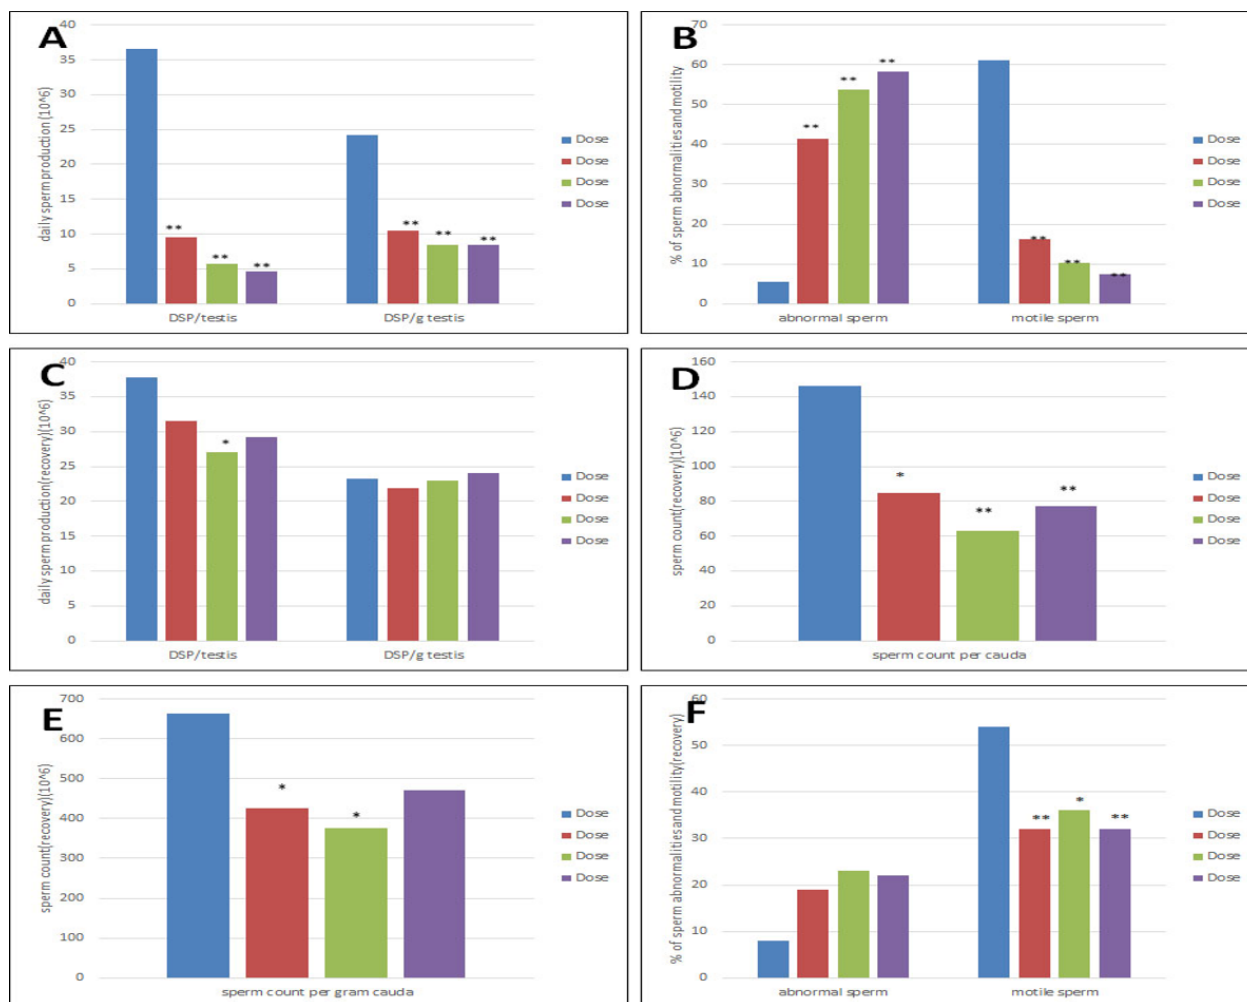 A
daily sperm production (10^6)
40
35
30
25
20
15
10
5
0
**
**
**
**
**
**
DSP/testis
DSP/g testis
Dose
Dose
Dose
Dose
B
% of sperm abnormalities and motility
70
60
50
40
30
20
10
0
**
**
**
**
**
**
abnormal sperm
motile sperm
Dose
Dose
Dose
Dose
C
daily sperm production(recovery)(10^6)
40
35
30
25
20
15
10
5
0
*
DSP/testis
DSP/g testis
Dose
Dose
Dose
Dose
D
sperm count(recovery)(10^6)
160
140
120
100
80
60
40
20
0
*
**
**
sperm count per cauda
Dose
Dose
Dose
Dose
E
sperm count(recovery)(10^6)
700
600
500
400
300
200
100
0
*
*
sperm count per gram cauda
Dose
Dose
Dose
Dose
F
% of sperm abnormalities and motility(recovery)
60
50
40
30
20
10
0
**
*
**
abnormal sperm
motile sperm
Dose
Dose
Dose
Dose